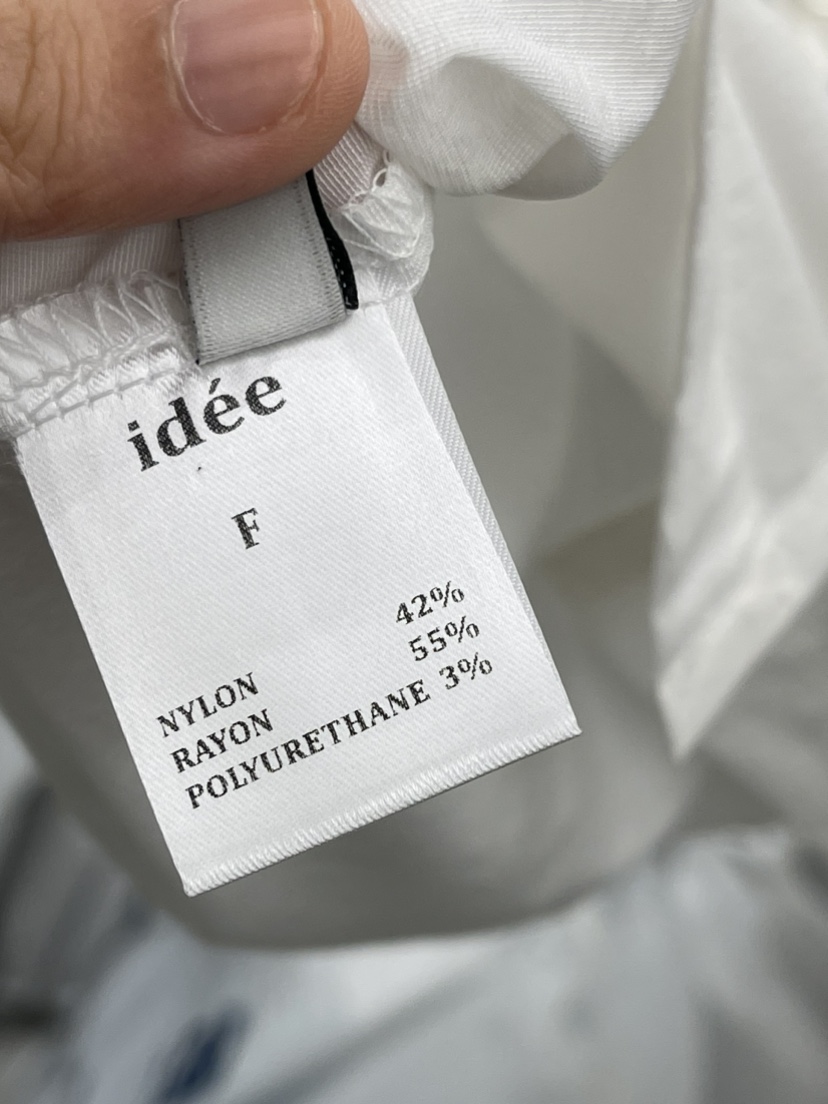 idée
F
NYLON 42%
RAYON 55%
POLYURETHANE 3%